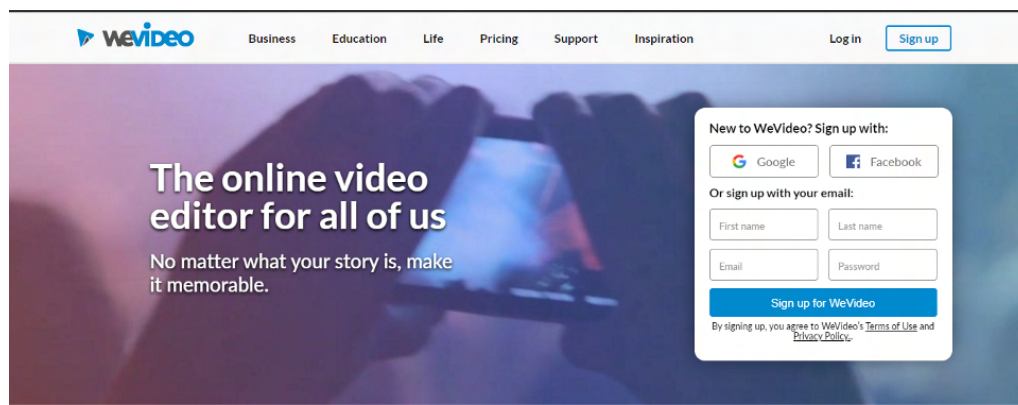 WeVideo
Business Education Life Pricing Support Inspiration Log in Sign up
The online video
editor for all of us
No matter what your story is, make
it memorable.
New to WeVideo? Sign up with:
Google Facebook
Or sign up with your email:
First name Last name
Email Password
Sign up for WeVideo
By signing up, you agree to WeVideo's Terms of Use and
Privacy Policy..